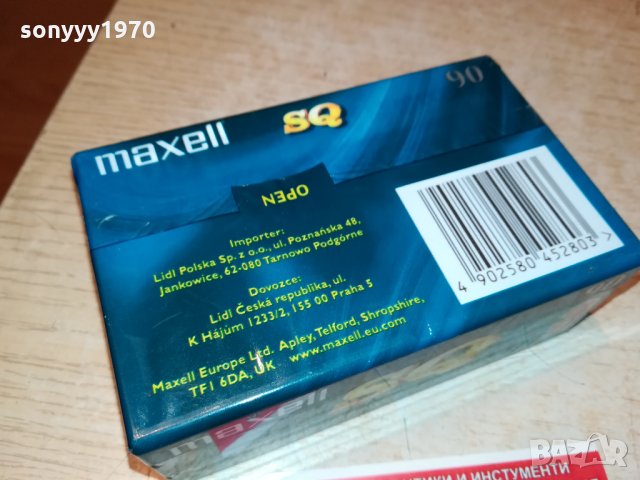 sonyyy1970
maxell SQ 90
OPEN
Importer:
Lidl Polska Sp. z o.o., ul. Poznańska 48,
Jankowice, 62-080 Tarnowo Podgórne
Dovozce:
Lidl Česká republika, ul.
K Hájům 1233/2, 155 00 Praha 5
Maxell Europe Ltd. Apley, Telford, Shropshire,
TF1 6DA, UK www.maxell.eu.com
4 902580 452803 >
maxell
И ИНСТУМЕНТИ
BAZAR